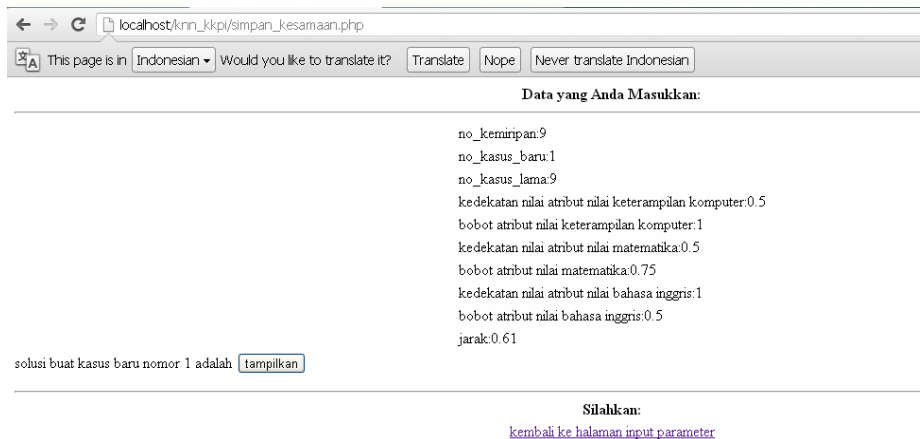 localhost/knn_kkpi/simpan_kesamaan.php
This page is in Indonesian Would you like to translate it? Translate Nope Never translate Indonesian
Data yang Anda Masukkan:
no_kemiripan:9
no_kasus_baru:1
no_kasus_lama:9
kedekatan nilai atribut nilai keterampilan komputer:0.5
bobot atribut nilai keterampilan komputer:1
kedekatan nilai atribut nilai matematika:0.5
bobot atribut nilai matematika:0.75
kedekatan nilai atribut nilai bahasa inggris:1
bobot atribut nilai bahasa inggris:0.5
jarak:0.61
solusi buat kasus baru nomor 1 adalah tampilkan
Silahkan:
kembali ke halaman input parameter